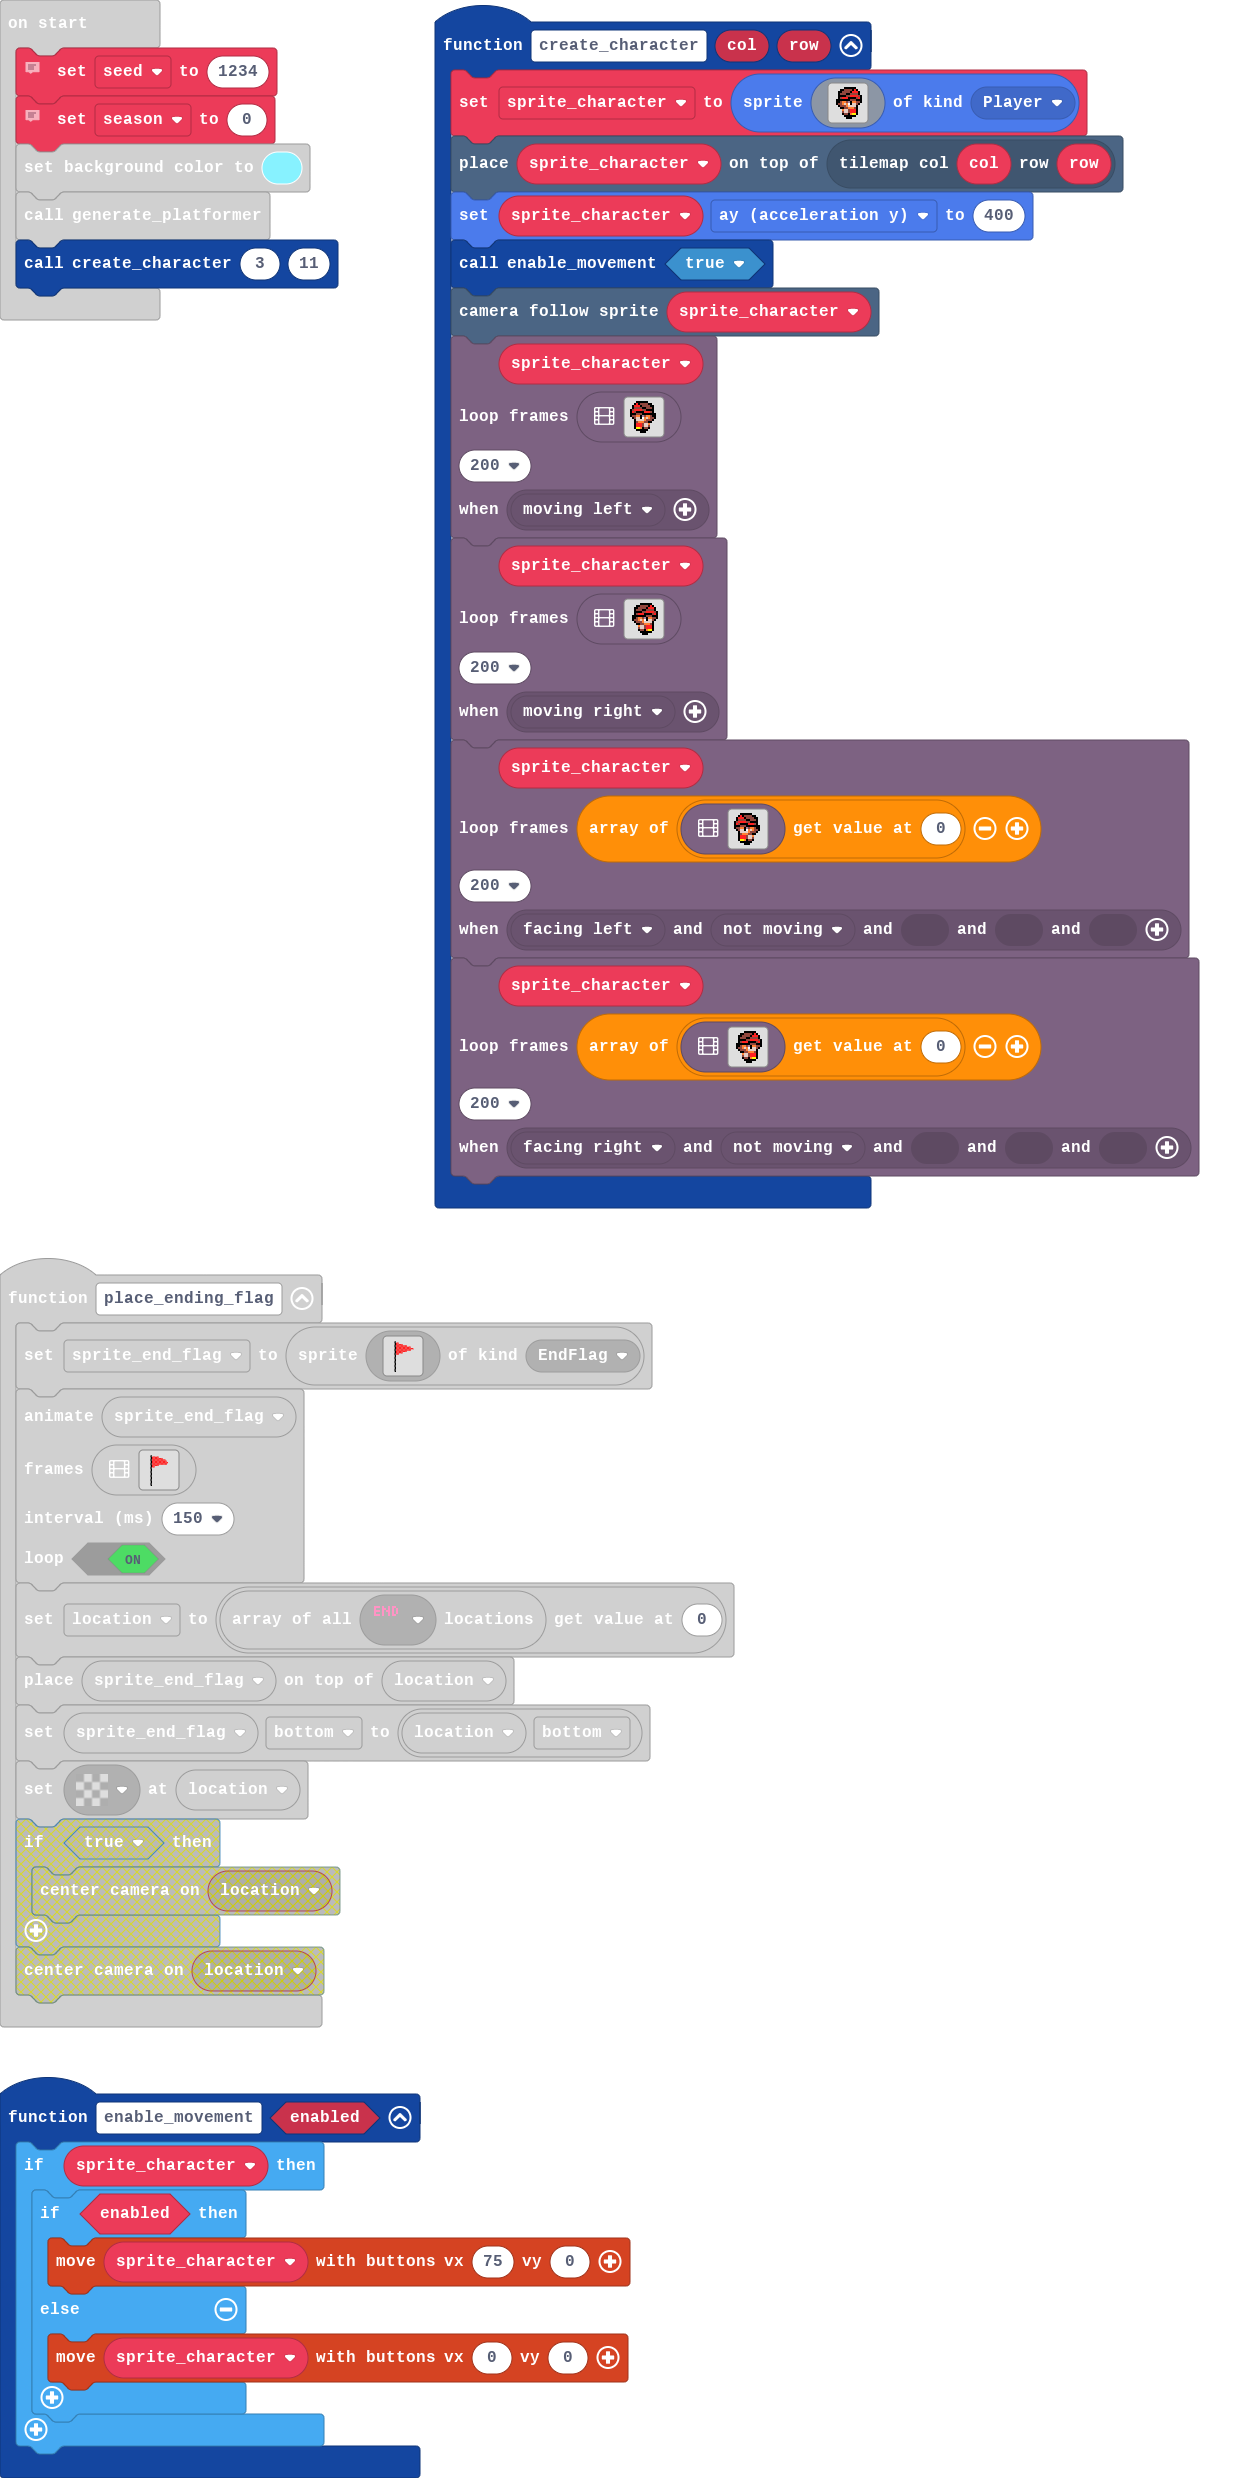 on start
set seed to 1234
set season to 0
set background color to
call generate_platformer
call create_character 3 11
function create_character col row
set sprite_character to sprite of kind Player
place sprite_character on top of tilemap col col row row
set sprite_character ay (acceleration y) to 400
call enable_movement true
camera follow sprite sprite_character
sprite_character
loop frames
200
when moving left
sprite_character
loop frames
200
when moving right
sprite_character
loop frames array of get value at 0
200
when facing left and not moving and and and
sprite_character
loop frames array of get value at 0
200
when facing right and not moving and and and
function place_ending_flag
set sprite_end_flag to sprite of kind EndFlag
animate sprite_end_flag
frames
interval (ms) 150
loop ON
set location to array of all END locations get value at 0
place sprite_end_flag on top of location
set sprite_end_flag bottom to location bottom
set at location
if true then
center camera on location
center camera on location
function enable_movement enabled
if sprite_character then
if enabled then
move sprite_character with buttons vx 75 vy 0
else
move sprite_character with buttons vx 0 vy 0